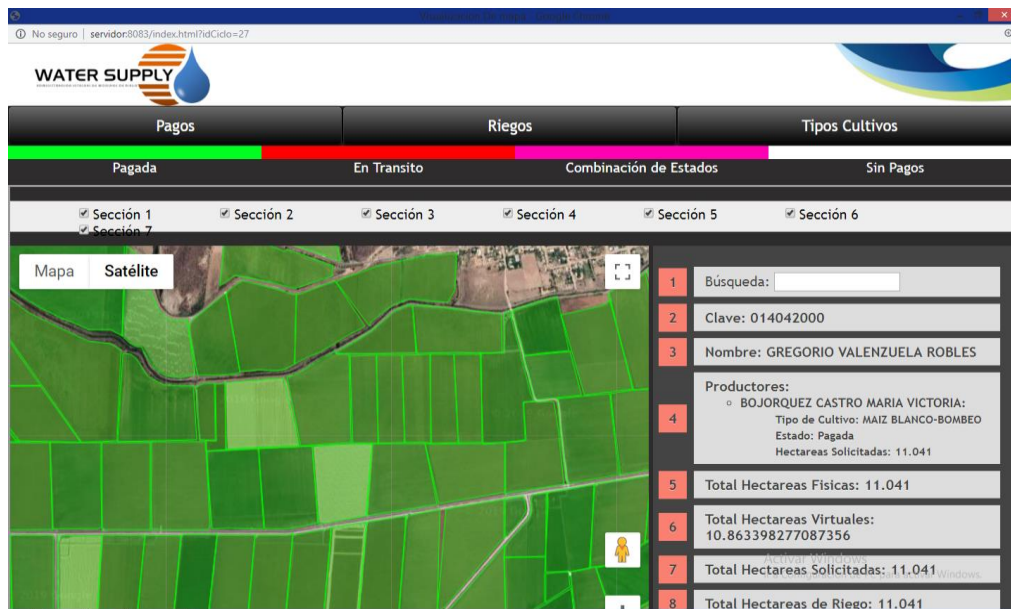 No seguro | servidor:8083/index.html?idCiclo=27
WATER SUPPLY
Pagos Riegos Tipos Cultivos
Pagada En Transito Combinación de Estados Sin Pagos
Sección 1 Sección 2 Sección 3 Sección 4 Sección 5 Sección 6
Sección 7
Mapa Satélite
1 Búsqueda:
2 Clave: 014042000
3 Nombre: GREGORIO VALENZUELA ROBLES
4 Productores:
BOJORQUEZ CASTRO MARIA VICTORIA:
Tipo de Cultivo: MAIZ BLANCO-BOMBEO
Estado: Pagada
Hectareas Solicitadas: 11.041
5 Total Hectareas Fisicas: 11.041
6 Total Hectareas Virtuales:
10.863398277087356
Activar Windows
7 Total Hectareas Solicitadas: 11.041
8 Total Hectareas de Riego: 11.041